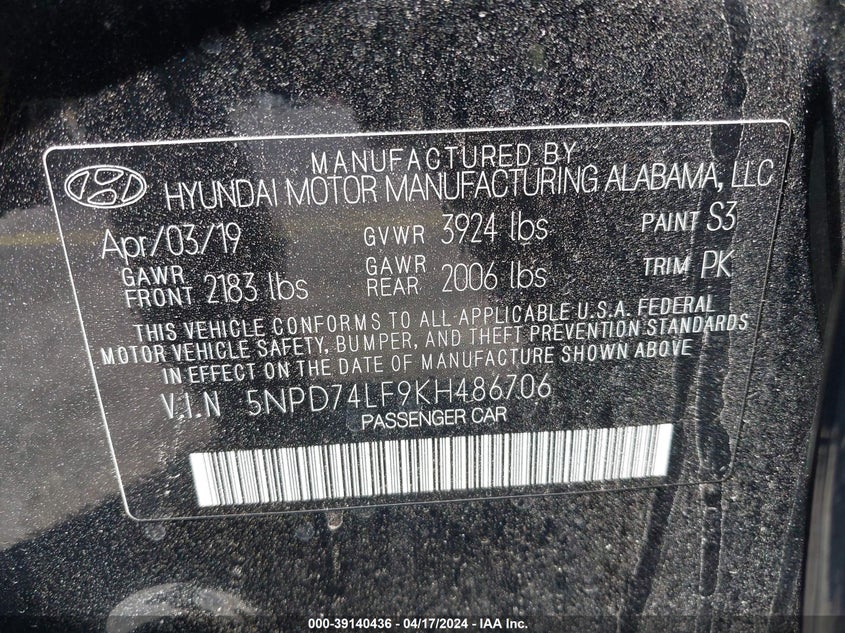 MANUFACTURED BY
HYUNDAI MOTOR MANUFACTURING ALABAMA, LLC
Apr/03/19 GVWR 3924 lbs PAINT S3
GAWR FRONT 2183 lbs GAWR REAR 2006 lbs TRIM PK
THIS VEHICLE CONFORMS TO ALL APPLICABLE U.S.A. FEDERAL
MOTOR VEHICLE SAFETY, BUMPER, AND THEFT PREVENTION STANDARDS
IN EFFECT ON THE DATE OF MANUFACTURE SHOWN ABOVE
V.I.N 5NPD74LF9KH486706
PASSENGER CAR
000-39140436 - 04/17/2024 - IAA Inc.